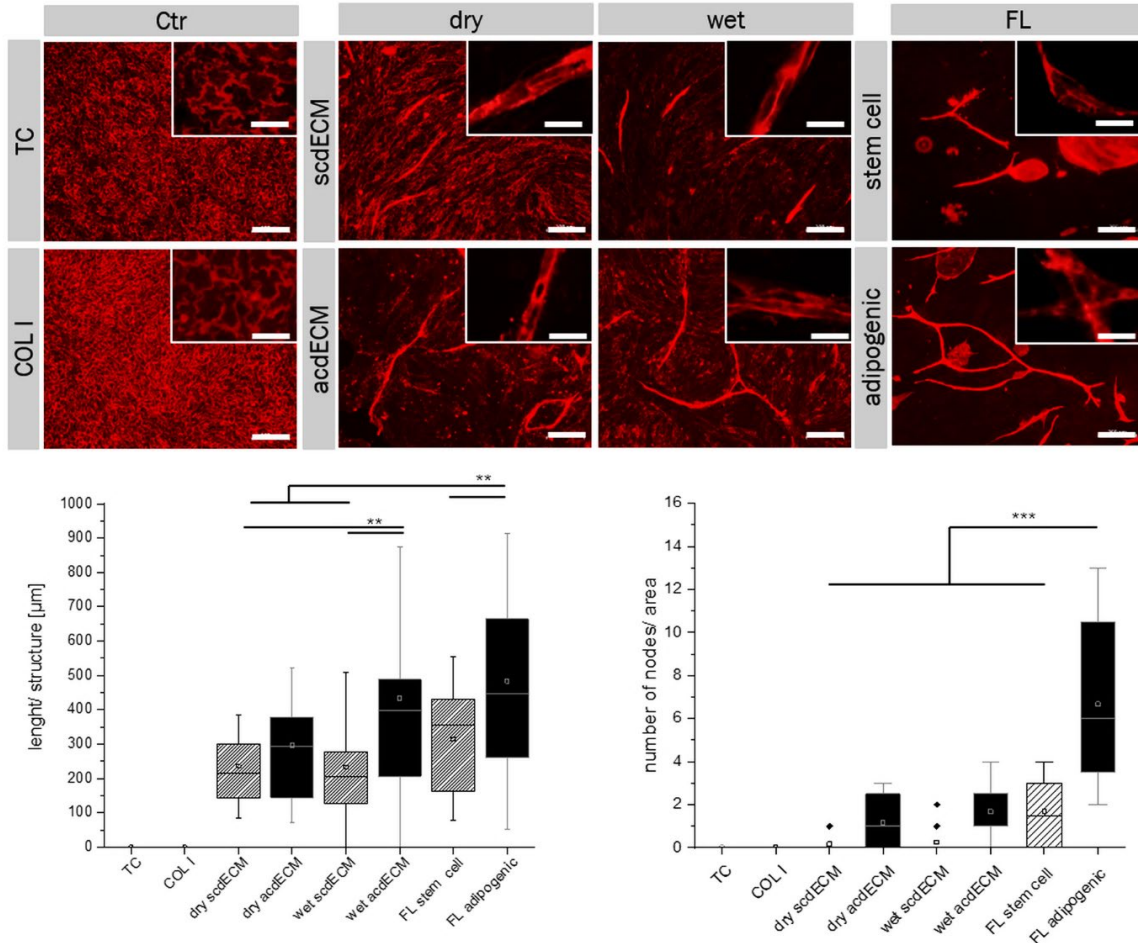 Ctr
dry
wet
FL
TC
scdECM
stem cell
COL I
acdECM
adipogenic
lenght/ structure [µm]
1000
900
800
700
600
500
400
300
200
100
0
**
**
TC
COL I
dry scdECM
dry acdECM
wet scdECM
wet acdECM
FL stem cell
FL adipogenic
number of nodes/ area
16
14
12
10
8
6
4
2
0
***
TC
COL I
dry scdECM
dry acdECM
wet scdECM
wet acdECM
FL stem cell
FL adipogenic